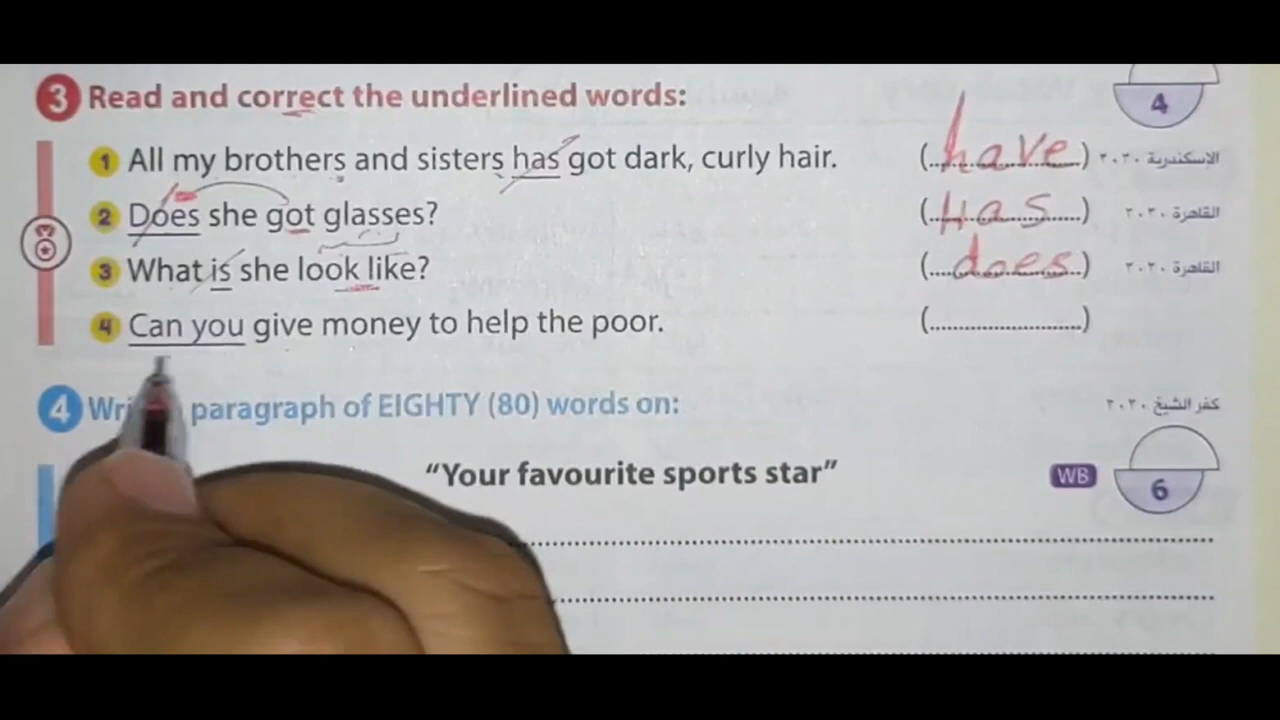 3 Read and correct the underlined words:
4
1 All my brothers and sisters has got dark, curly hair. (....have....) الإسكندرية ٢٠٢٠
2 Does she got glasses? (....Has....) القاهرة ٢٠٢٠
3 What is she look like? (....does....) القاهرة ٢٠٢٠
4 Can you give money to help the poor. (............................)
4 paragraph of EIGHTY (80) words on: كفر الشيخ ٢٠٢٠
“Your favourite sports star” WB
6